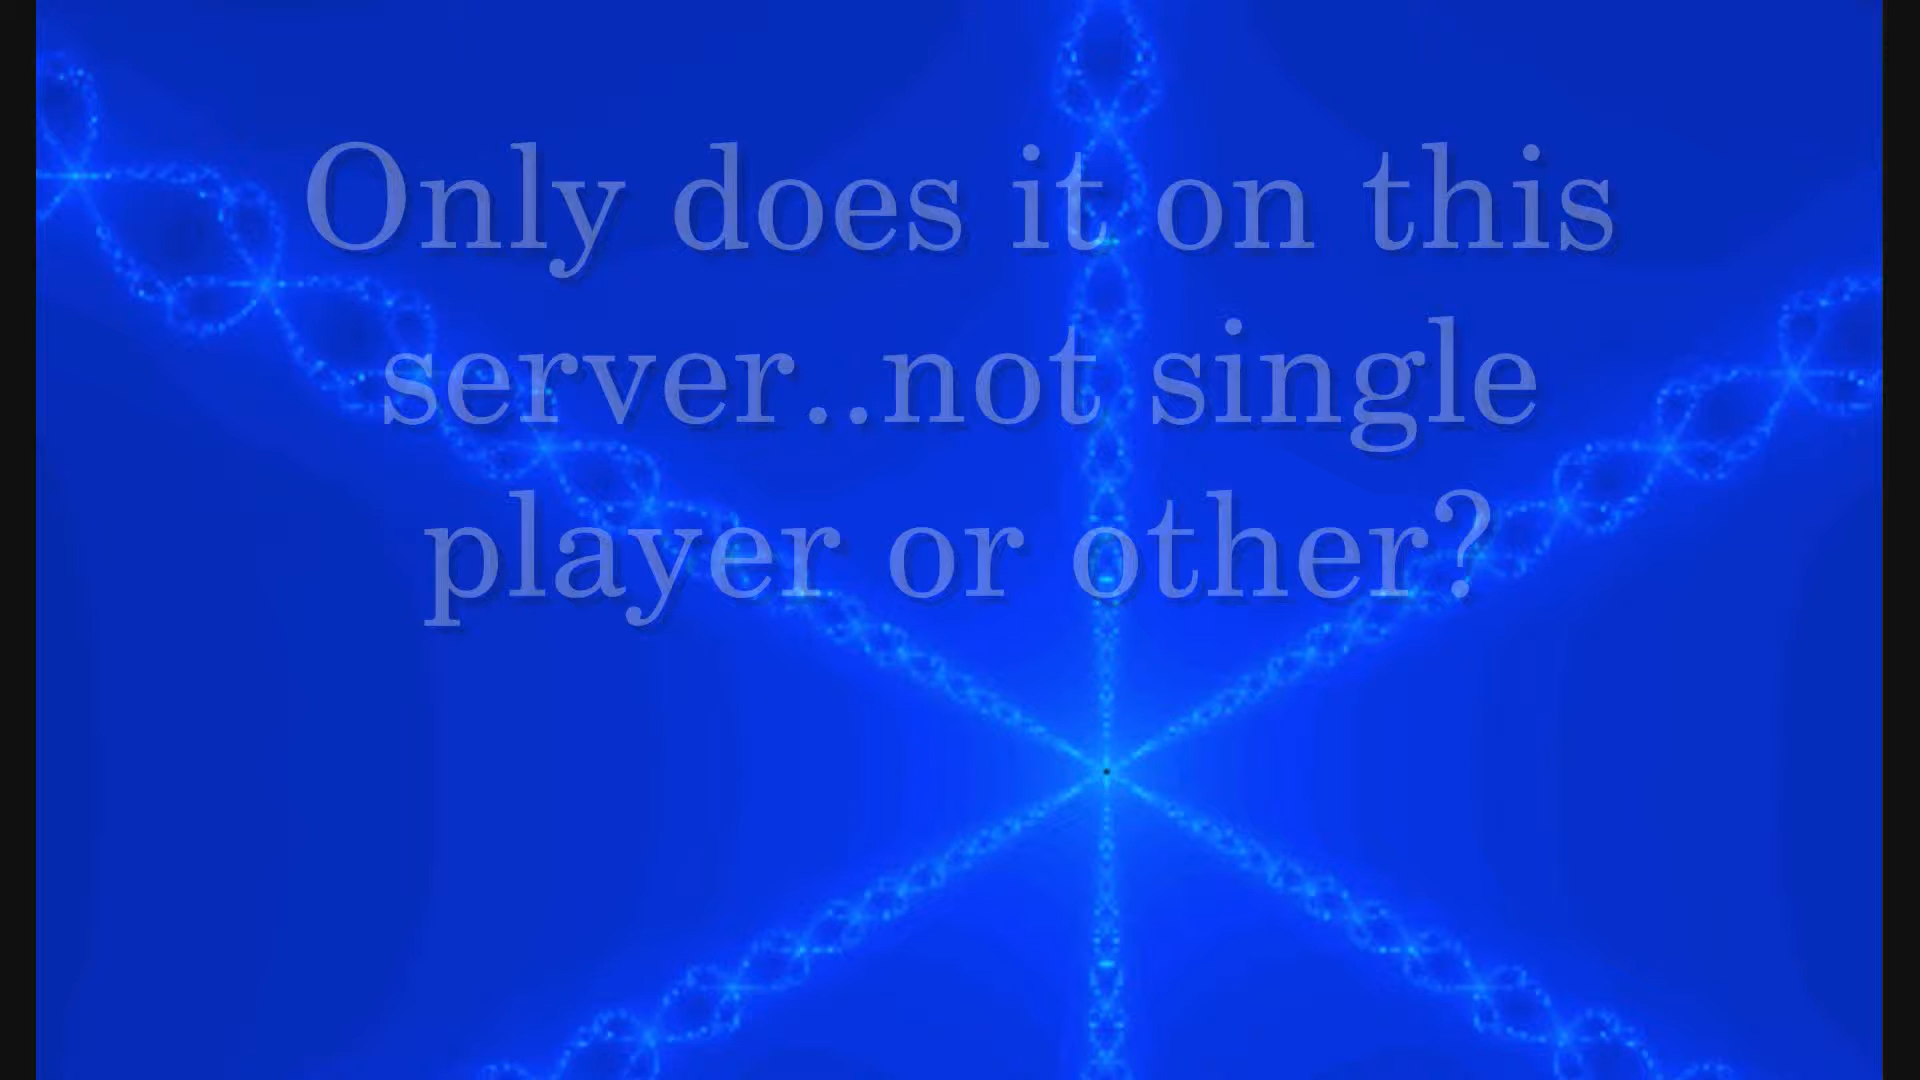 Only does it on this
server..not single
player or other?